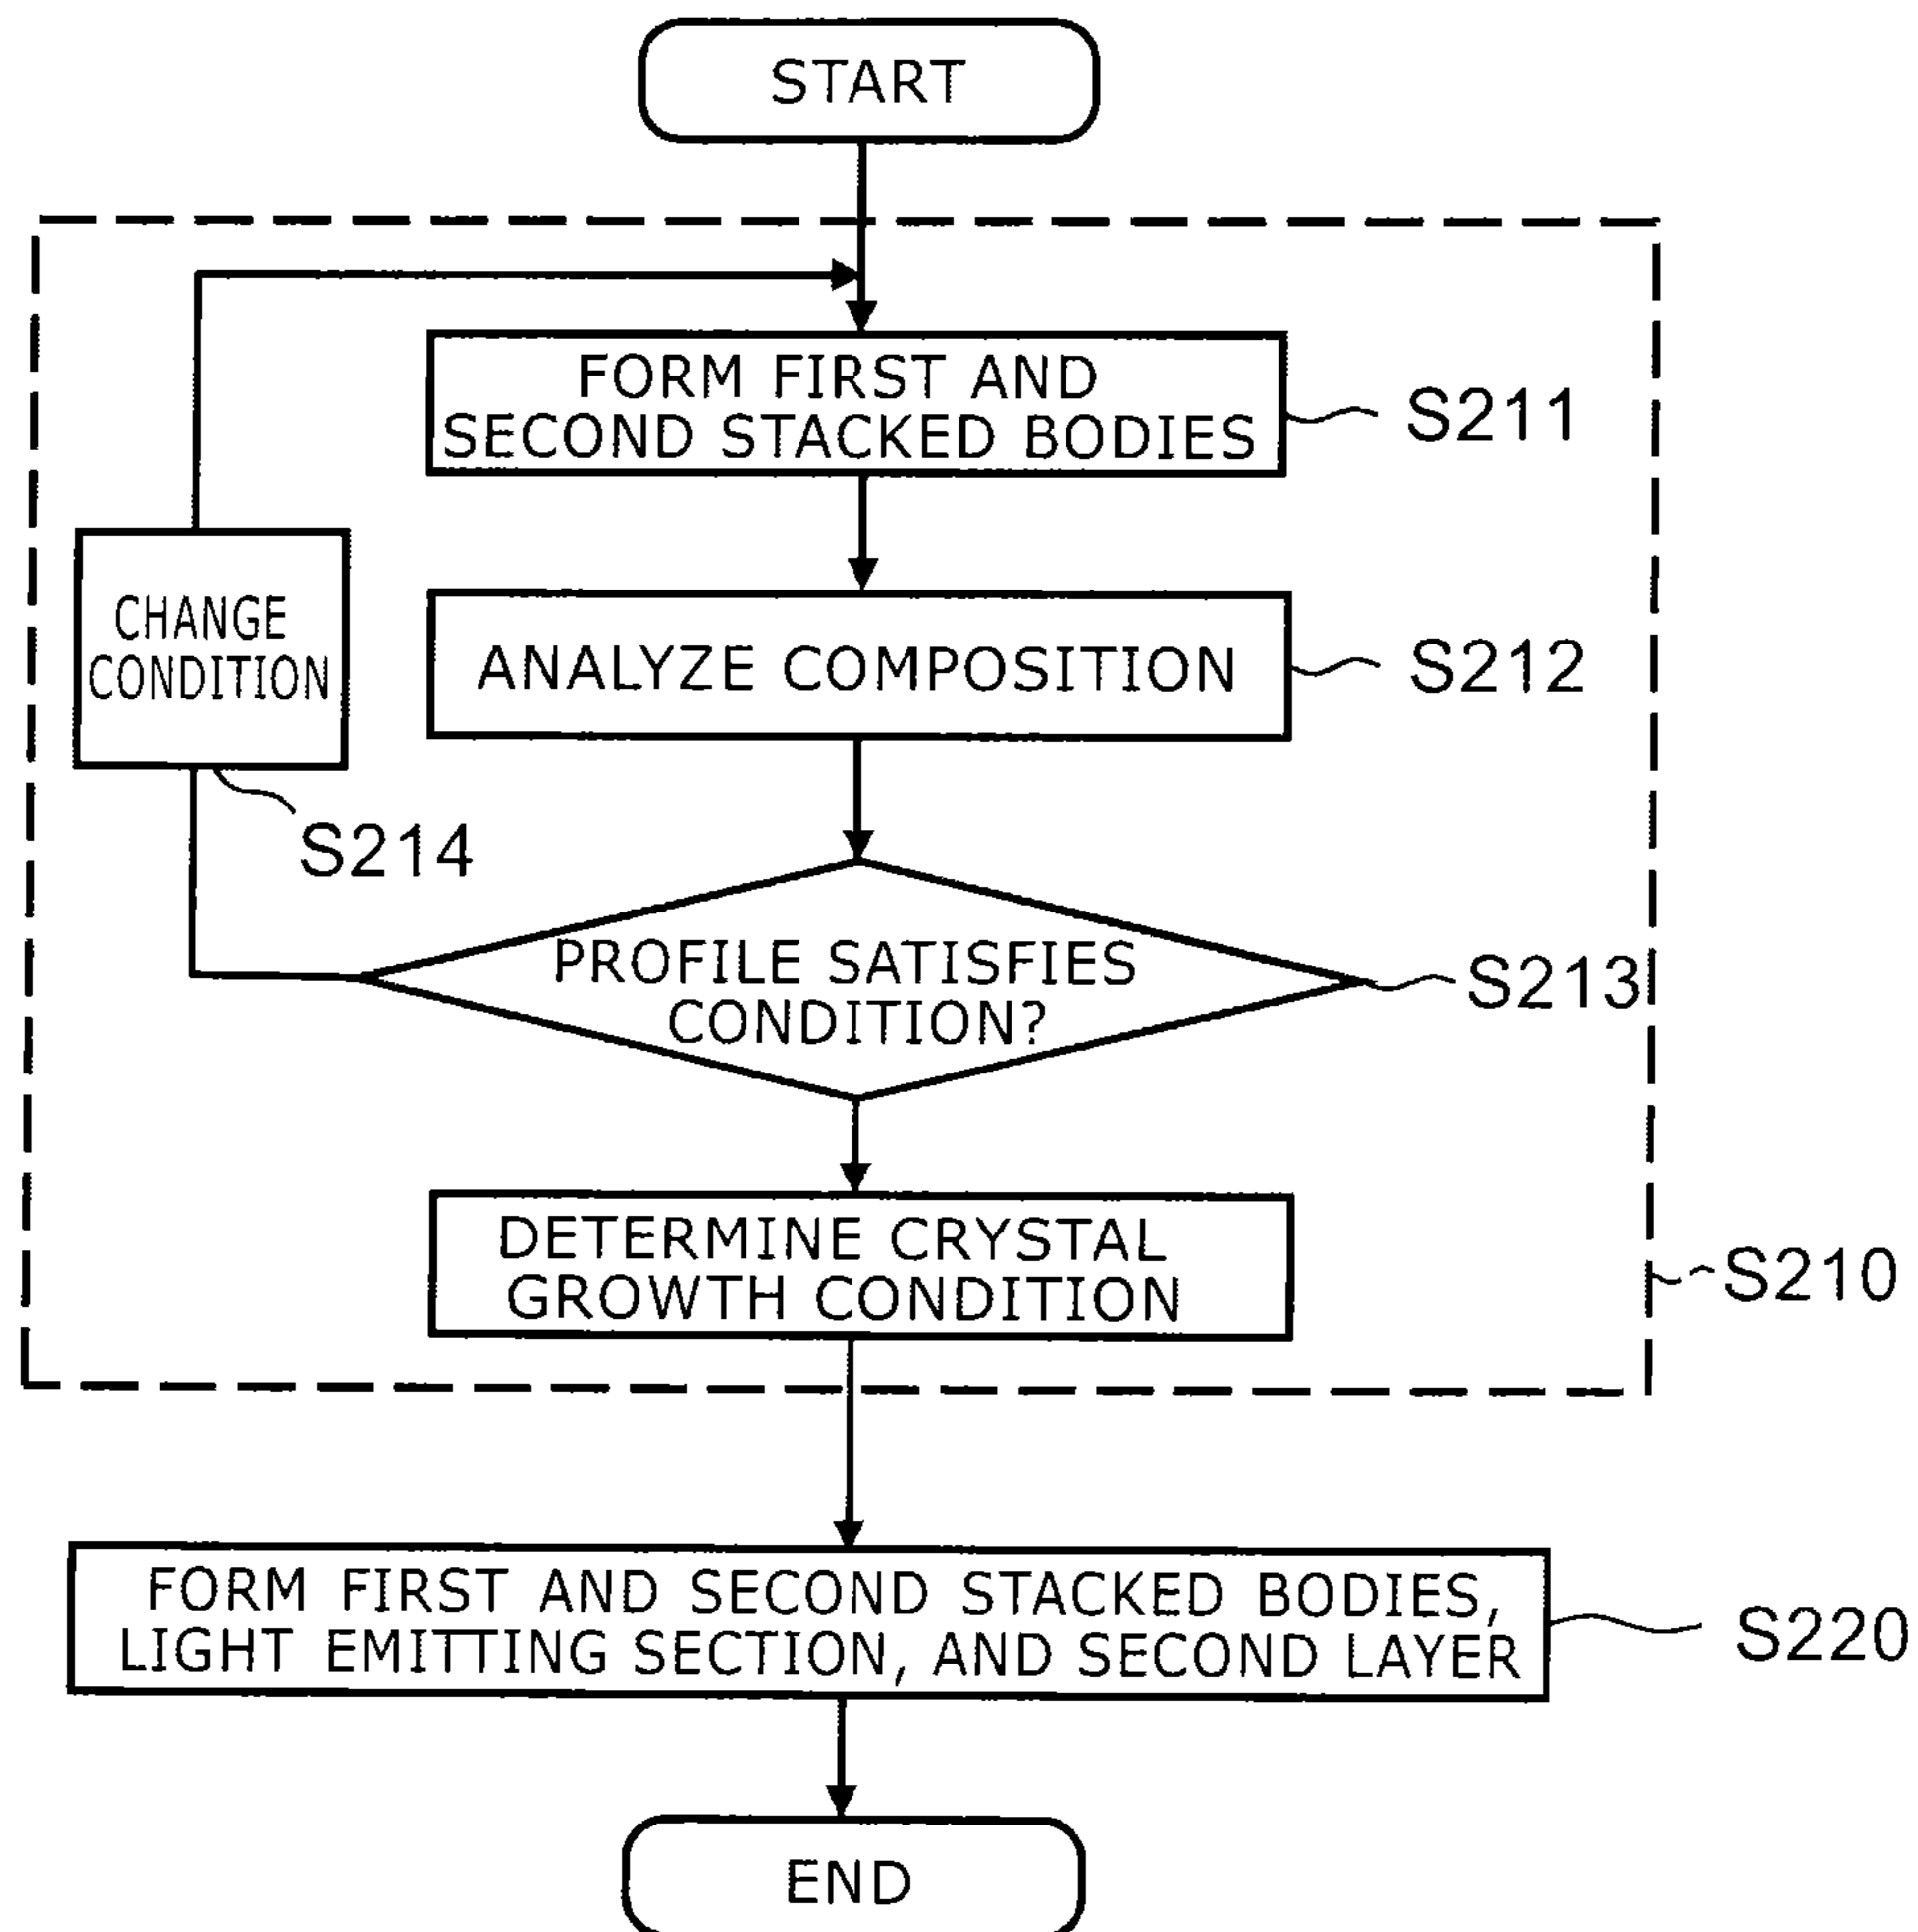 START
FORM FIRST AND
SECOND STACKED BODIES
S211
CHANGE
CONDITION
ANALYZE COMPOSITION
S212
S214
PROFILE SATISFIES
CONDITION?
S213
DETERMINE CRYSTAL
GROWTH CONDITION
S210
FORM FIRST AND SECOND STACKED BODIES,
LIGHT EMITTING SECTION, AND SECOND LAYER
S220
END